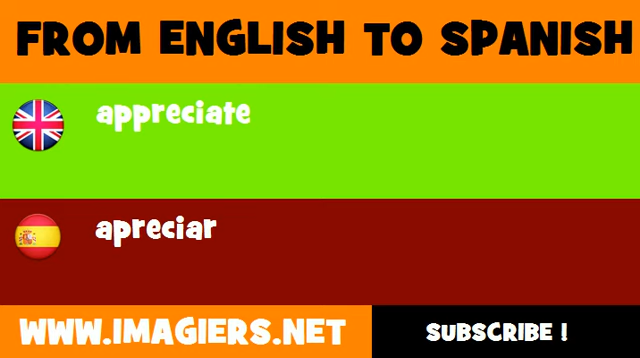 FROM ENGLISH TO SPANISH
appreciate
apreciar
WWW.IMAGIERS.NET
SUBSCRIBE !